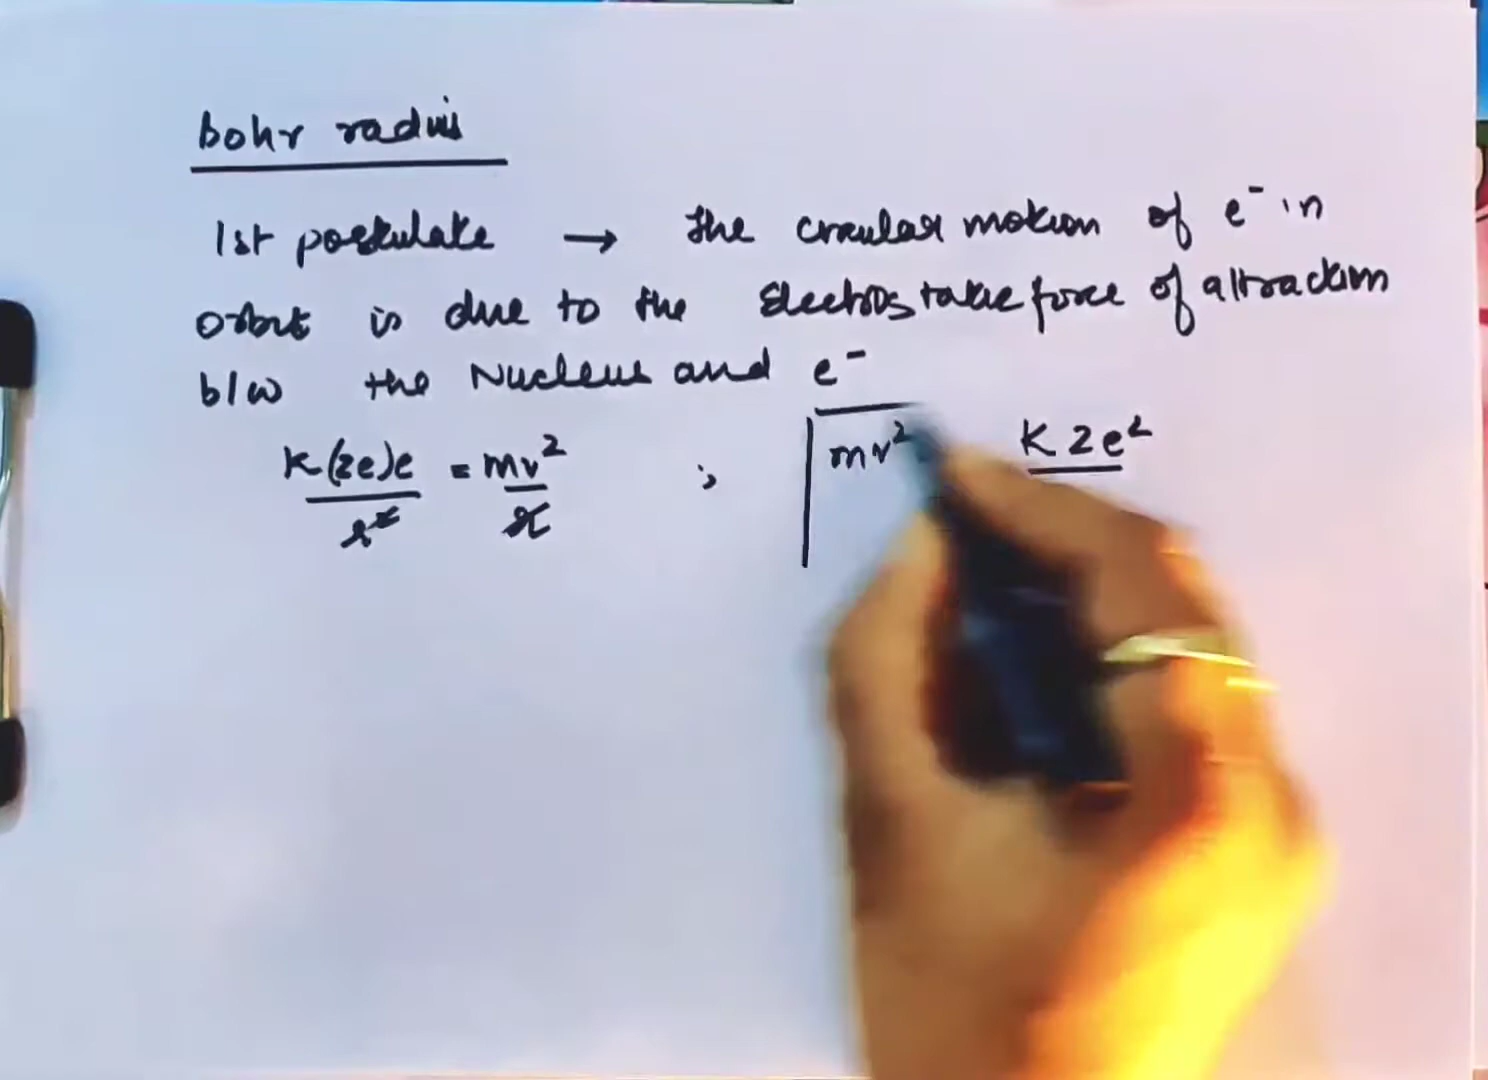 bohr radius
1st postulate → the circular motion of e⁻ in
orbit is due to the Electrostatic force of attraction
b/w the Nucleus and e⁻
K(ze)e / r² = mv² / r ; mv² KZe²